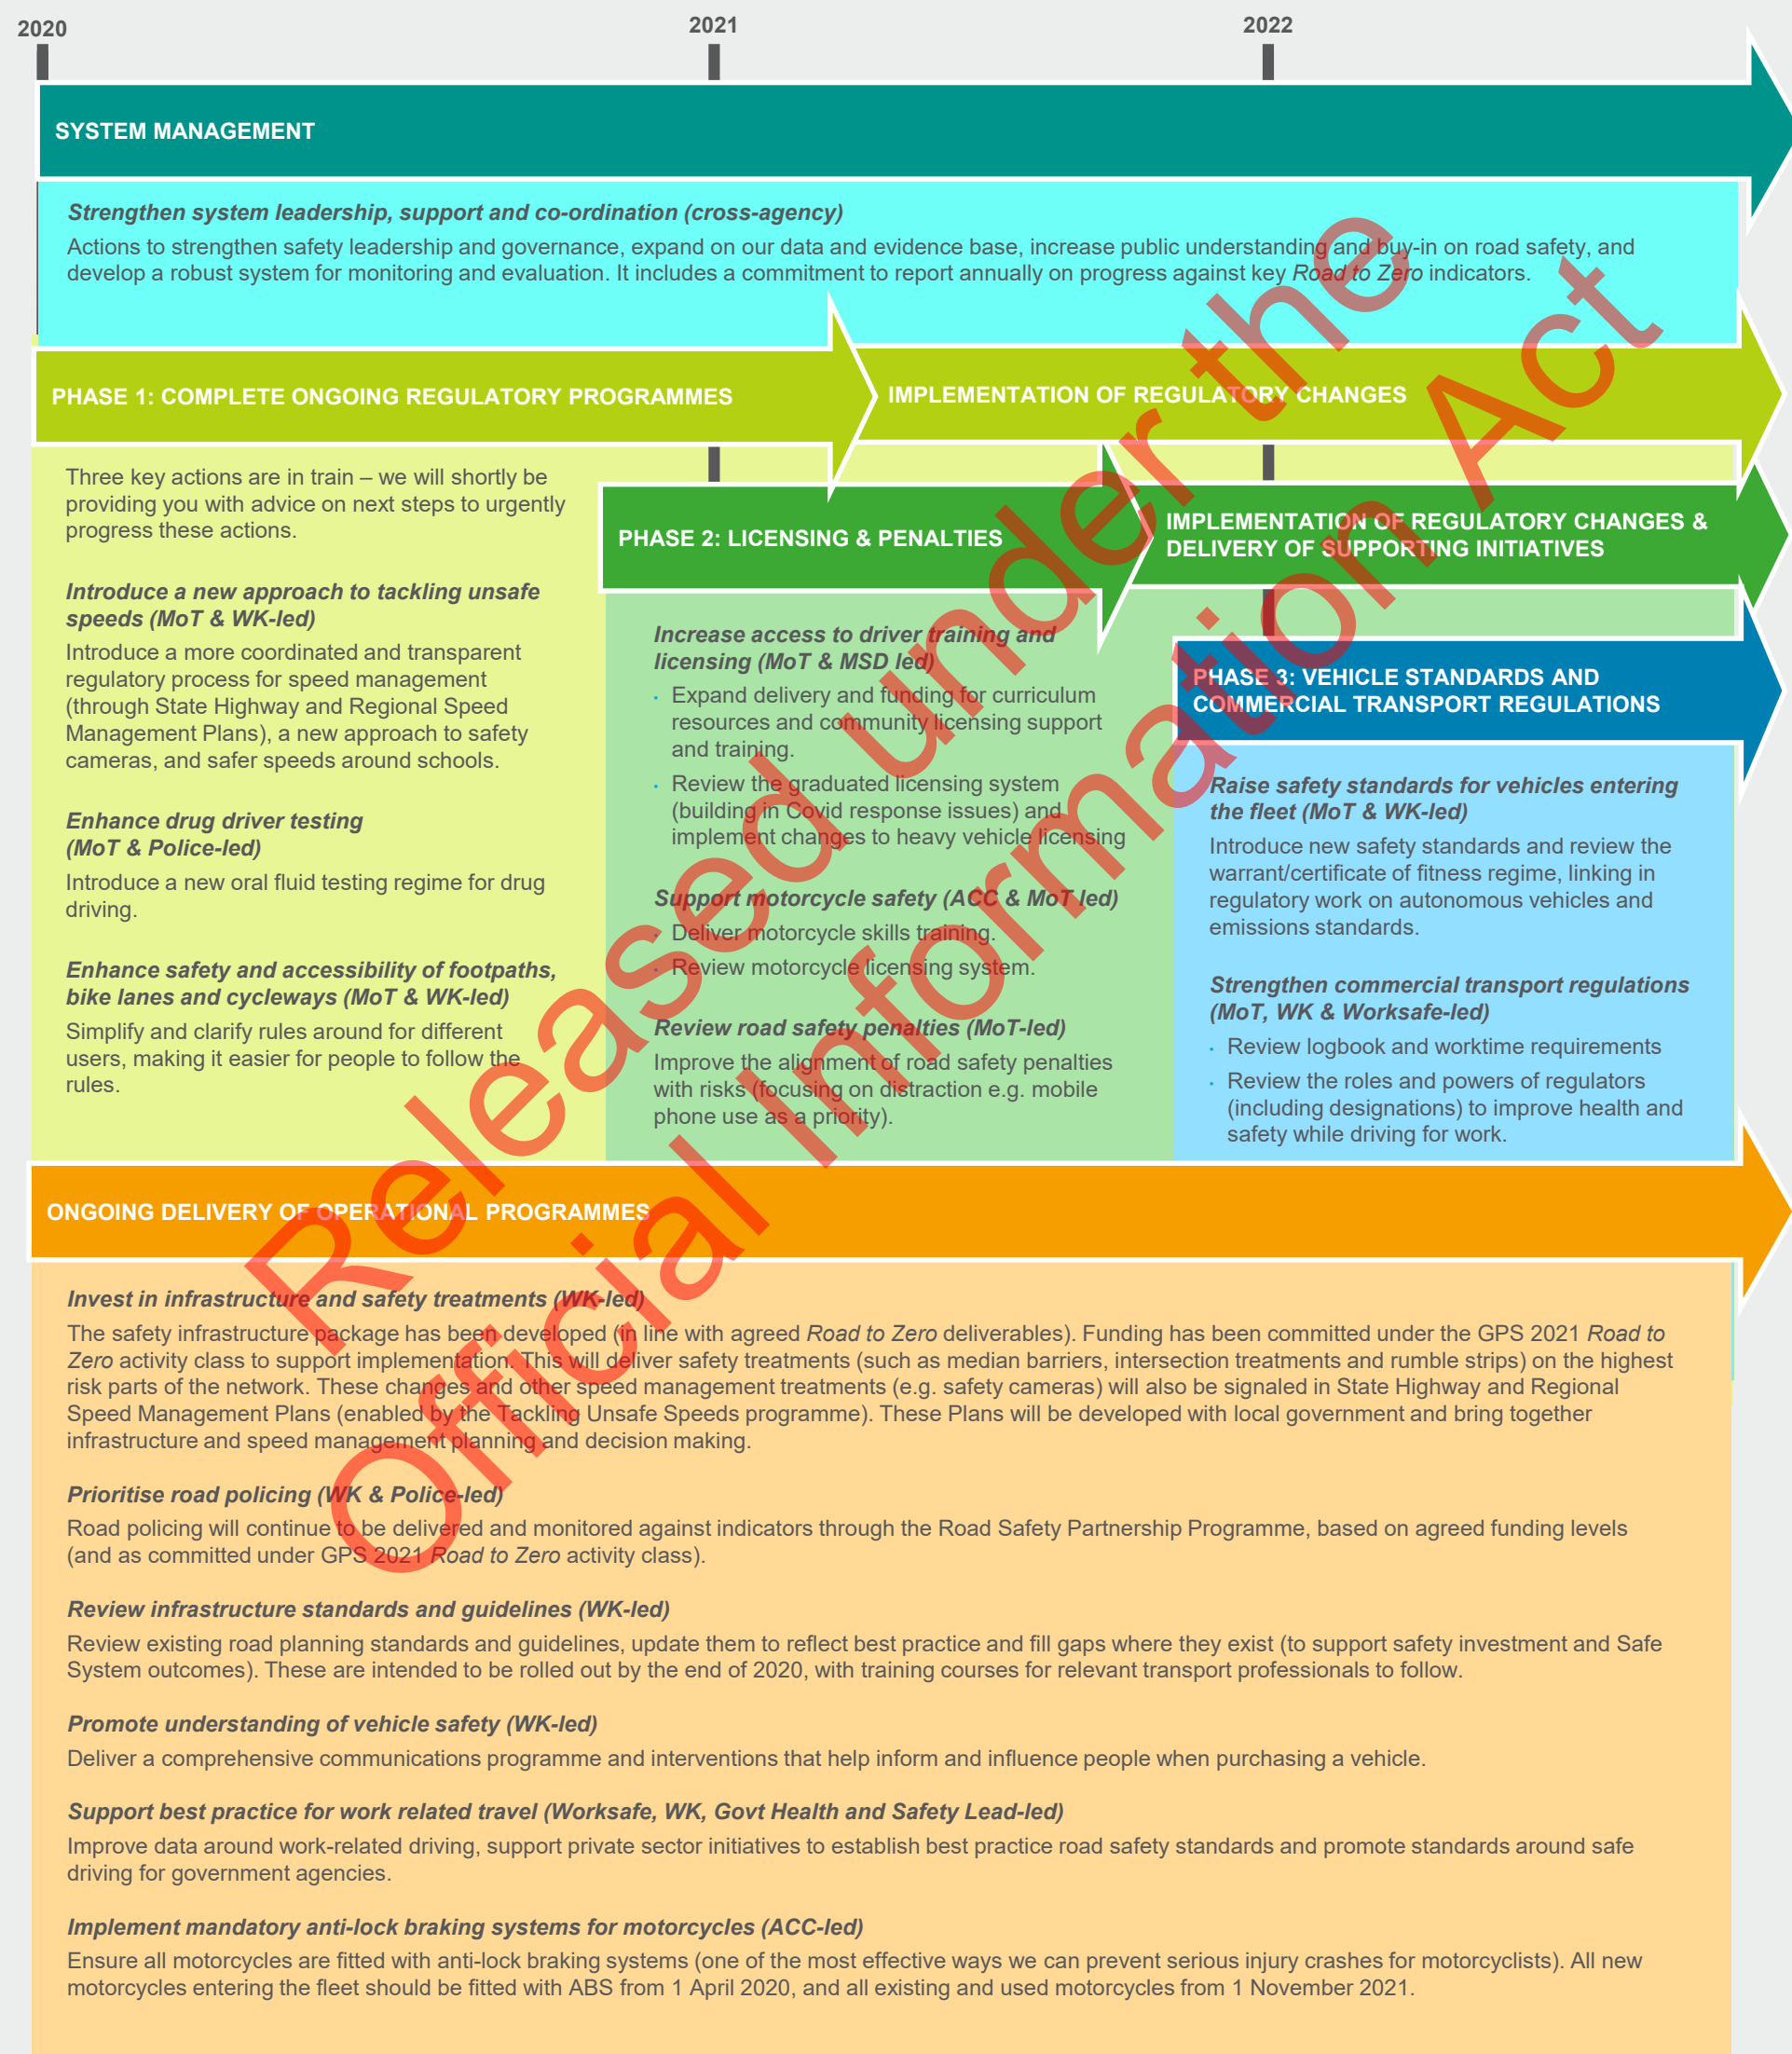 2020
2021
2022
SYSTEM MANAGEMENT
Strengthen system leadership, support and co-ordination (cross-agency)
Actions to strengthen safety leadership and governance, expand on our data and evidence base, increase public understanding and buy-in on road safety, and
develop a robust system for monitoring and evaluation. It includes a commitment to report annually on progress against key Road to Zero indicators.
PHASE 1: COMPLETE ONGOING REGULATORY PROGRAMMES
IMPLEMENTATION OF REGULATORY CHANGES
Three key actions are in train – we will shortly be
providing you with advice on next steps to urgently
progress these actions.
Introduce a new approach to tackling unsafe
speeds (MoT & WK-led)
Introduce a more coordinated and transparent
regulatory process for speed management
(through State Highway and Regional Speed
Management Plans), a new approach to safety
cameras, and safer speeds around schools.
Enhance drug driver testing
(MoT & Police-led)
Introduce a new oral fluid testing regime for drug
driving.
Enhance safety and accessibility of footpaths,
bike lanes and cycleways (MoT & WK-led)
Simplify and clarify rules around for different
users, making it easier for people to follow the
rules.
PHASE 2: LICENSING & PENALTIES
IMPLEMENTATION OF REGULATORY CHANGES &
DELIVERY OF SUPPORTING INITIATIVES
Increase access to driver training and
licensing (MoT & MSD led)
· Expand delivery and funding for curriculum
resources and community licensing support
and training.
· Review the graduated licensing system
(building in Covid response issues) and
implement changes to heavy vehicle licensing
Support motorcycle safety (ACC & MoT led)
· Deliver motorcycle skills training.
· Review motorcycle licensing system.
Review road safety penalties (MoT-led)
Improve the alignment of road safety penalties
with risks (focusing on distraction e.g. mobile
phone use as a priority).
PHASE 3: VEHICLE STANDARDS AND
COMMERCIAL TRANSPORT REGULATIONS
Raise safety standards for vehicles entering
the fleet (MoT & WK-led)
Introduce new safety standards and review the
warrant/certificate of fitness regime, linking in
regulatory work on autonomous vehicles and
emissions standards.
Strengthen commercial transport regulations
(MoT, WK & Worksafe-led)
· Review logbook and worktime requirements
· Review the roles and powers of regulators
(including designations) to improve health and
safety while driving for work.
ONGOING DELIVERY OF OPERATIONAL PROGRAMMES
Invest in infrastructure and safety treatments (WK-led)
The safety infrastructure package has been developed (in line with agreed Road to Zero deliverables). Funding has been committed under the GPS 2021 Road to
Zero activity class to support implementation. This will deliver safety treatments (such as median barriers, intersection treatments and rumble strips) on the highest
risk parts of the network. These changes and other speed management treatments (e.g. safety cameras) will also be signaled in State Highway and Regional
Speed Management Plans (enabled by the Tackling Unsafe Speeds programme). These Plans will be developed with local government and bring together
infrastructure and speed management planning and decision making.
Prioritise road policing (WK & Police-led)
Road policing will continue to be delivered and monitored against indicators through the Road Safety Partnership Programme, based on agreed funding levels
(and as committed under GPS 2021 Road to Zero activity class).
Review infrastructure standards and guidelines (WK-led)
Review existing road planning standards and guidelines, update them to reflect best practice and fill gaps where they exist (to support safety investment and Safe
System outcomes). These are intended to be rolled out by the end of 2020, with training courses for relevant transport professionals to follow.
Promote understanding of vehicle safety (WK-led)
Deliver a comprehensive communications programme and interventions that help inform and influence people when purchasing a vehicle.
Support best practice for work related travel (Worksafe, WK, Govt Health and Safety Lead-led)
Improve data around work-related driving, support private sector initiatives to establish best practice road safety standards and promote standards around safe
driving for government agencies.
Implement mandatory anti-lock braking systems for motorcycles (ACC-led)
Ensure all motorcycles are fitted with anti-lock braking systems (one of the most effective ways we can prevent serious injury crashes for motorcyclists). All new
motorcycles entering the fleet should be fitted with ABS from 1 April 2020, and all existing and used motorcycles from 1 November 2021.
Released under the
Official Information Act